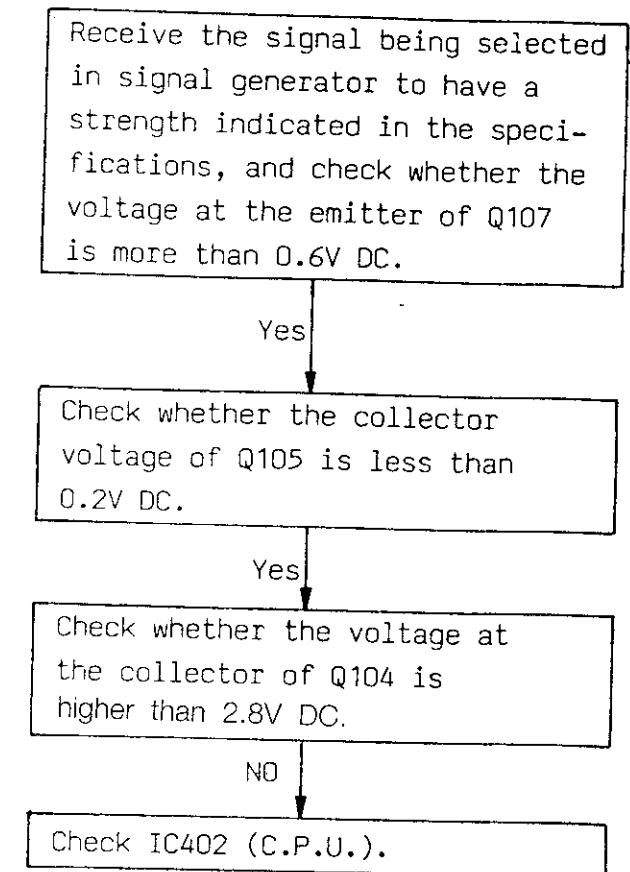 Receive the signal being selected
in signal generator to have a
strength indicated in the speci-
fications, and check whether the
voltage at the emitter of Q107
is more than 0.6V DC.
Yes
Check whether the collector
voltage of Q105 is less than
0.2V DC.
Yes
Check whether the voltage at
the collector of Q104 is
higher than 2.8V DC.
NO
Check IC402 (C.P.U.).